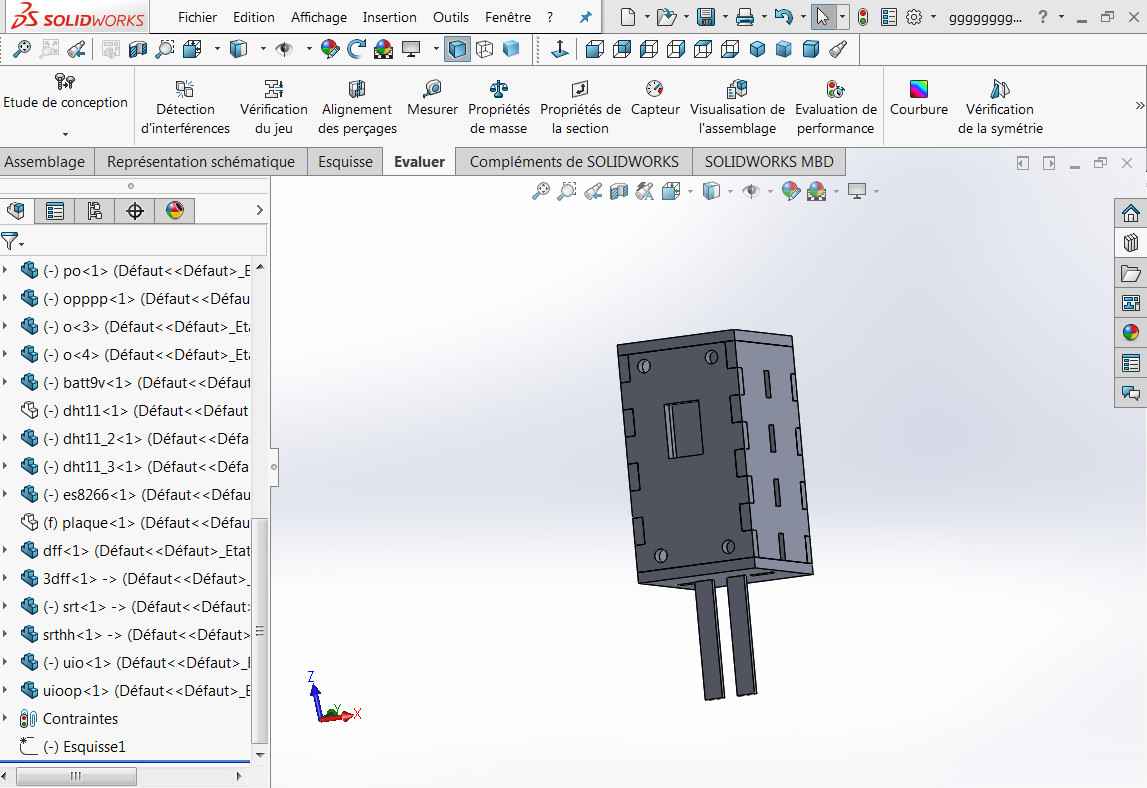 SOLIDWORKS Fichier Edition Affichage Insertion Outils Fenêtre ? gggggggg... ?
Etude de conception
Détection d'interférences
Vérification du jeu
Alignement des perçages
Mesurer
Propriétés de masse
Propriétés de la section
Capteur
Visualisation de l'assemblage
Evaluation de performance
Courbure
Vérification de la symétrie
Assemblage Représentation schématique Esquisse Evaluer Compléments de SOLIDWORKS SOLIDWORKS MBD
(-) po<1> (Défaut<<Défaut>_E
(-) opppp<1> (Défaut<<Défau
(-) o<3> (Défaut<<Défaut>_Eta
(-) o<4> (Défaut<<Défaut>_Eta
(-) batt9v<1> (Défaut<<Défaut
(-) dht11<1> (Défaut<<Défaut
(-) dht11_2<1> (Défaut<<Défa
(-) dht11_3<1> (Défaut<<Défa
(-) es8266<1> (Défaut<<Défau
(f) plaque<1> (Défaut<<Défau
dff<1> (Défaut<<Défaut>_Etat
3dff<1> -> (Défaut<<Défaut>_
(-) srt<1> -> (Défaut<<Défaut>
srthh<1> -> (Défaut<<Défaut>
(-) uio<1> (Défaut<<Défaut>_E
uioop<1> (Défaut<<Défaut>_E
Contraintes
(-) Esquisse1
Z
Y
X